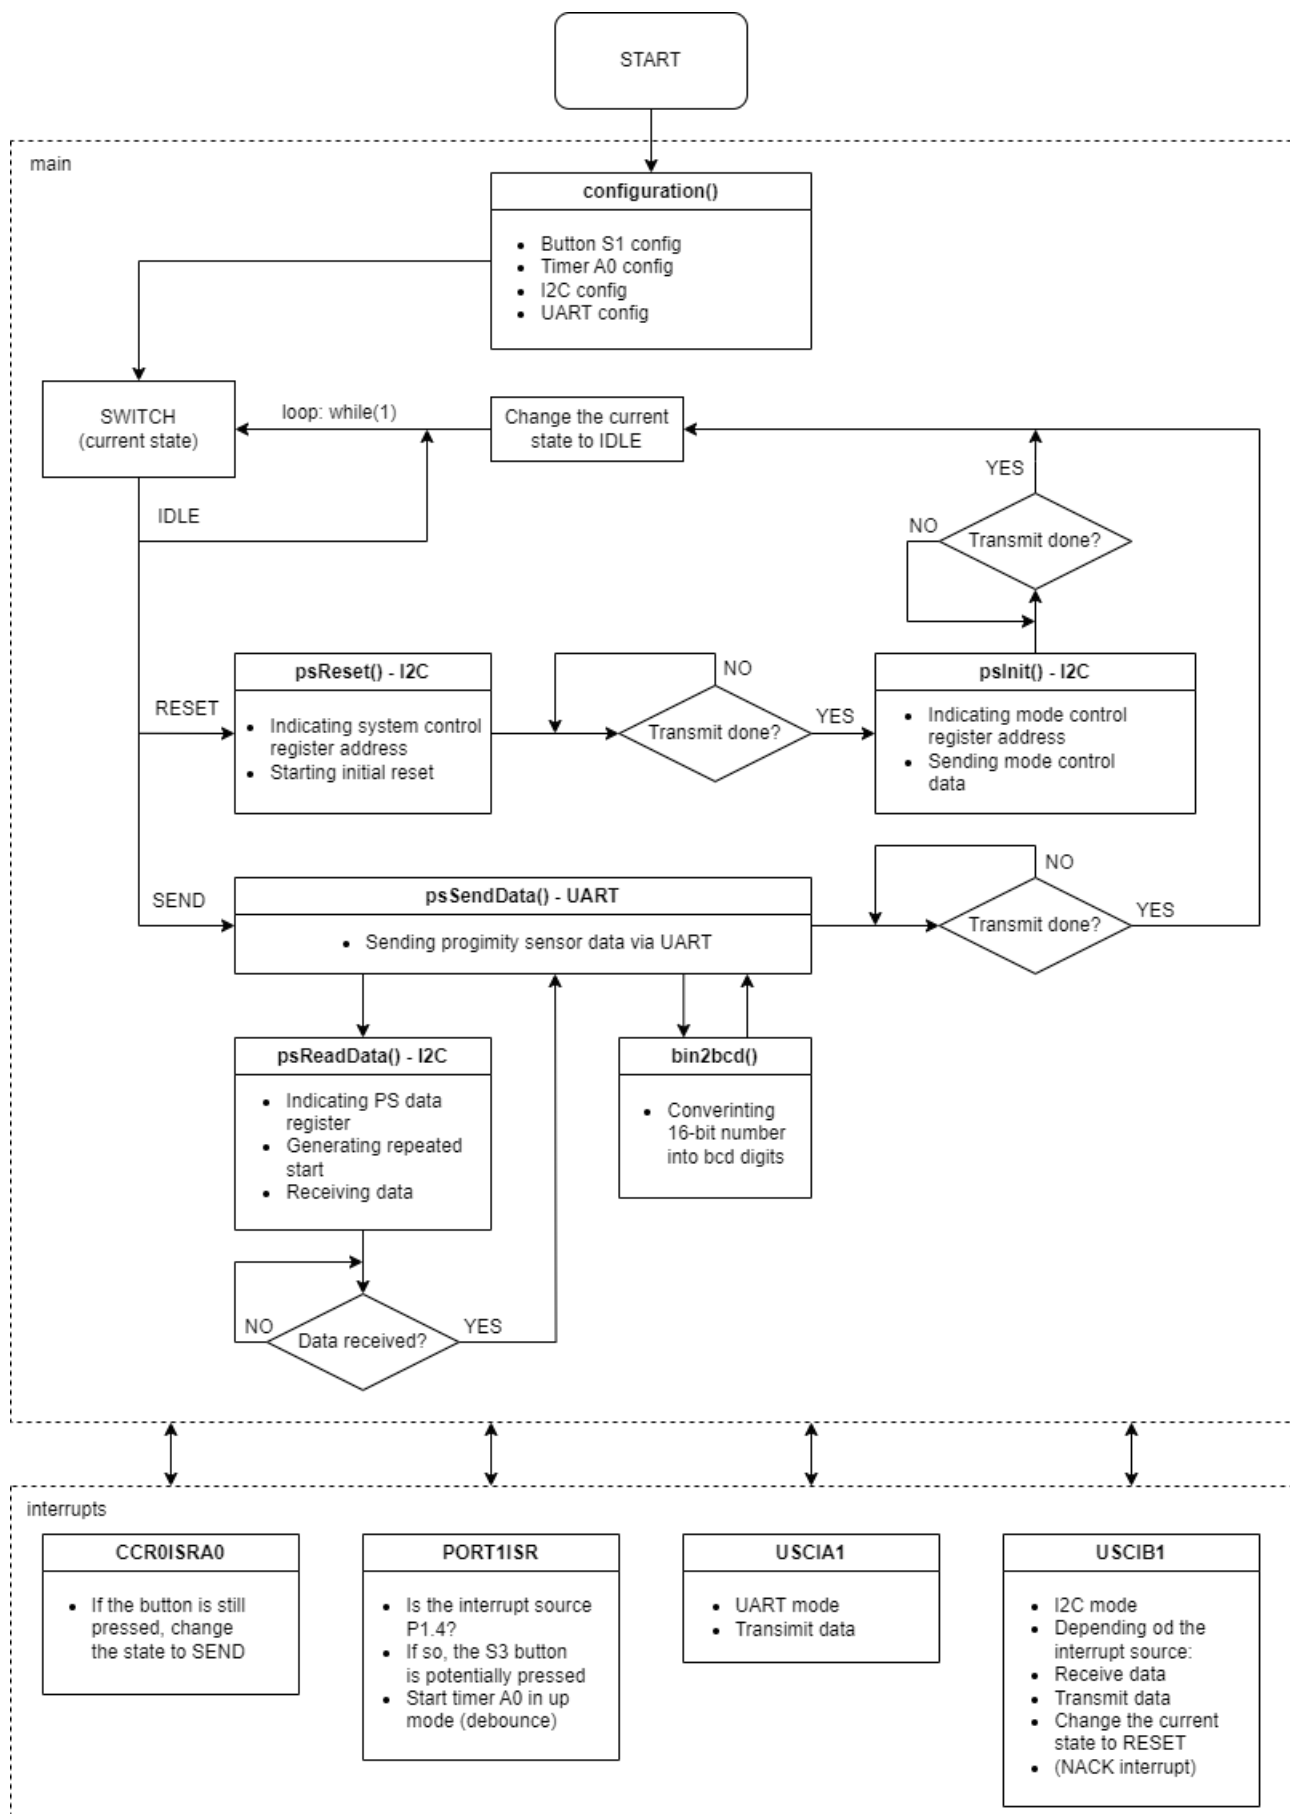 START
main
configuration()
• Button S1 config
• Timer A0 config
• I2C config
• UART config
SWITCH
(current state)
loop: while(1)
Change the current
state to IDLE
IDLE
YES
NO
Transmit done?
RESET
psReset() - I2C
• Indicating system control
register address
• Starting initial reset
NO
Transmit done?
YES
psInit() - I2C
• Indicating mode control
register address
• Sending mode control
data
SEND
psSendData() - UART
• Sending progimity sensor data via UART
NO
Transmit done?
YES
psReadData() - I2C
• Indicating PS data
register
• Generating repeated
start
• Receiving data
bin2bcd()
• Converinting
16-bit number
into bcd digits
NO
Data received?
YES
interrupts
CCR0ISRA0
• If the button is still
pressed, change
the state to SEND
PORT1ISR
• Is the interrupt source
P1.4?
• If so, the S3 button
is potentially pressed
• Start timer A0 in up
mode (debounce)
USCIA1
• UART mode
• Transimit data
USCIB1
• I2C mode
• Depending od the
interrupt source:
• Receive data
• Transmit data
• Change the current
state to RESET
• (NACK interrupt)